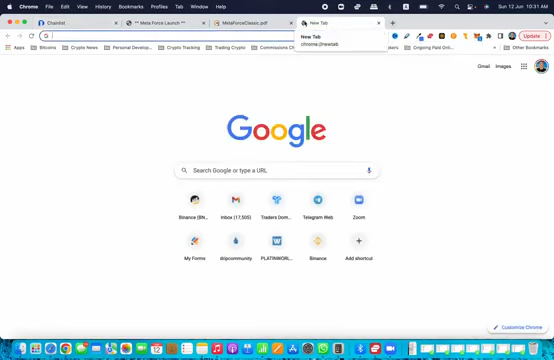 Chrome File Edit View History Bookmarks Profiles Tab Window Help Sun 12 Jun 10:31 AM
Chainlist ** Meta Force Launch ** MetaForceClassic.pdf New Tab
New Tab
chrome://newtab
Update
Apps Bitcoins Crypto News Personal Develop... Crypto Tracking Trading Crypto Commissions Ongoing Paid Onl... Other Bookmarks
Gmail Images
Google
Search Google or type a URL
Binance (BN... Inbox (17,505) Traders Dom... Telegram Web Zoom
My Forms dripcommunity PLATINWORL... Binance Add shortcut
Customize Chrome